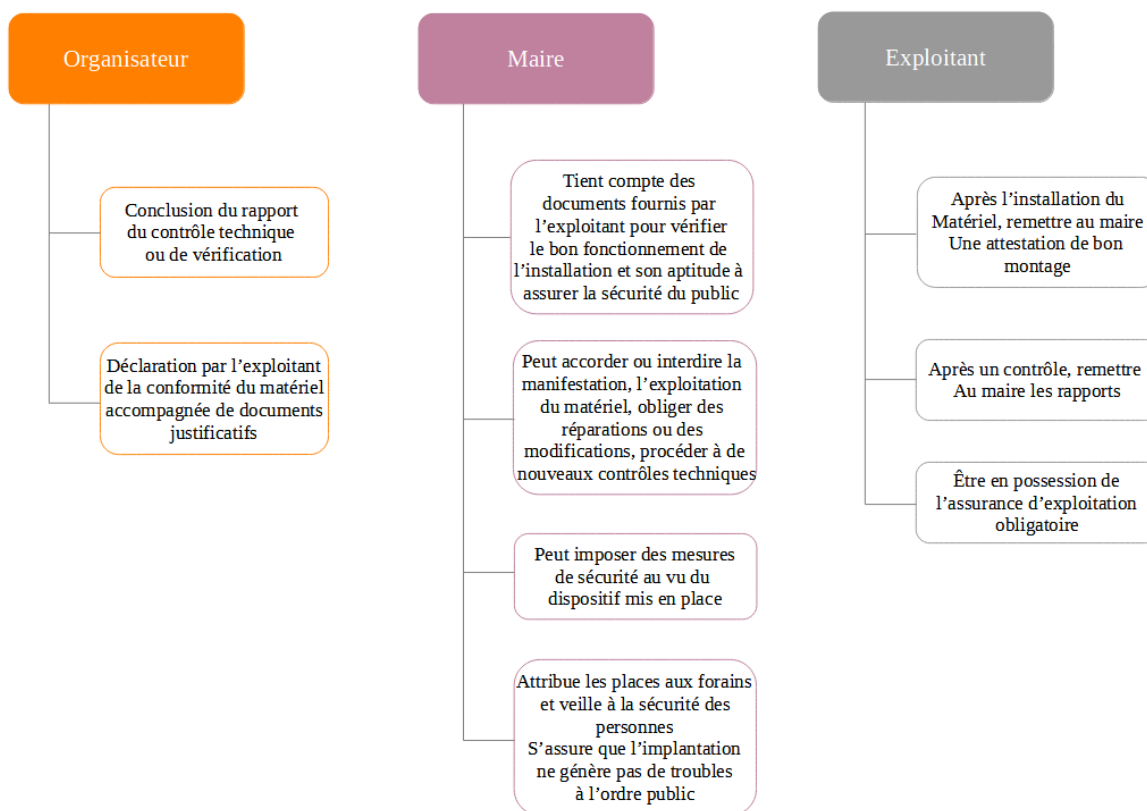 Organisateur
Conclusion du rapport
du contrôle technique
ou de vérification
Déclaration par l’exploitant
de la conformité du matériel
accompagnée de documents
justificatifs
Maire
Tient compte des
documents fournis par
l’exploitant pour vérifier
le bon fonctionnement de
l’installation et son aptitude à
assurer la sécurité du public
Peut accorder ou interdire la
manifestation, l’exploitation
du matériel, obliger des
réparations ou des
modifications, procéder à de
nouveaux contrôles techniques
Peut imposer des mesures
de sécurité au vu du
dispositif mis en place
Attribue les places aux forains
et veille à la sécurité des
personnes
S’assure que l’implantation
ne génère pas de troubles
à l’ordre public
Exploitant
Après l’installation du
Matériel, remettre au maire
Une attestation de bon
montage
Après un contrôle, remettre
Au maire les rapports
Être en possession de
l’assurance d’exploitation
obligatoire